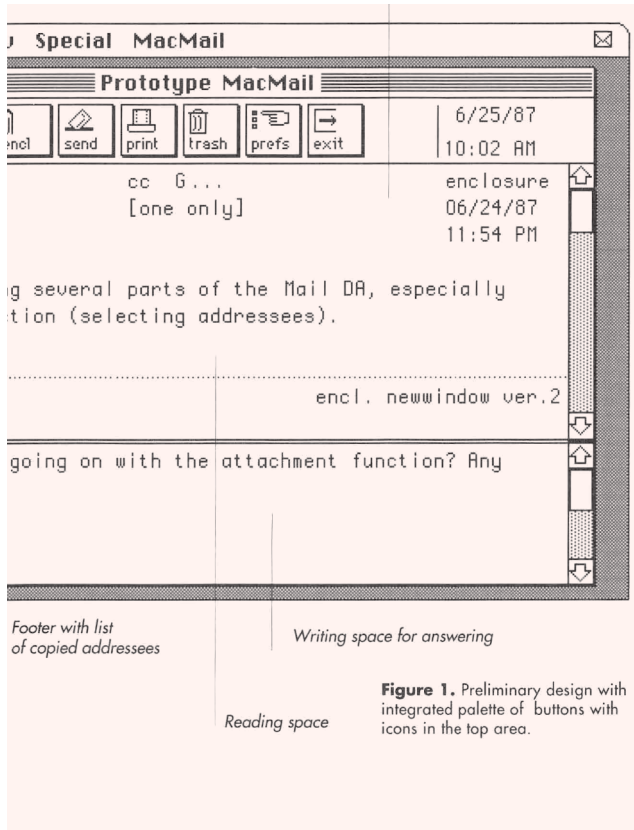 Special MacMail
Prototype MacMail
encl send print trash prefs exit
6/25/87
10:02 AM
cc G... enclosure
[one only] 06/24/87
11:54 PM
g several parts of the Mail DA, especially
tion (selecting addressees).
encl. newwindow ver.2
going on with the attachment function? Any
Footer with list
of copied addressees
Writing space for answering
Reading space
Figure 1. Preliminary design with
integrated palette of buttons with
icons in the top area.